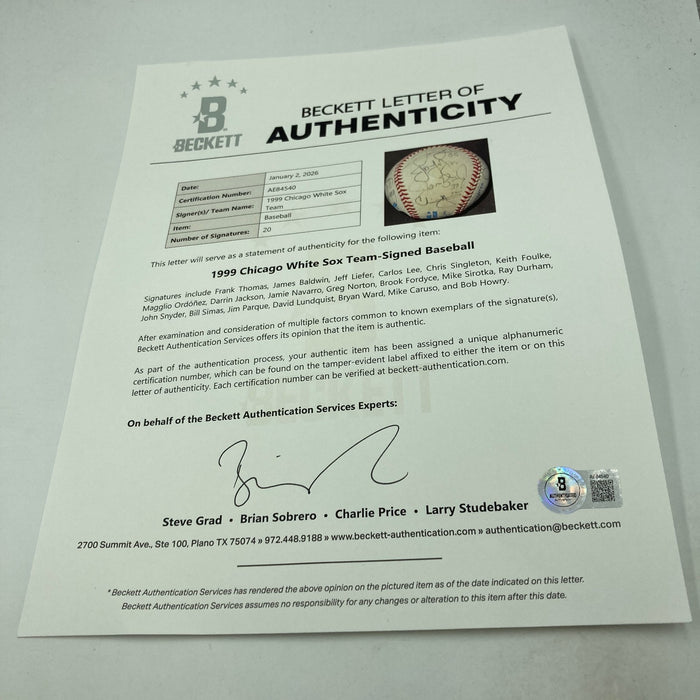 BECKETT
BECKETT LETTER OF
AUTHENTICITY
Date: January 2, 2026
Certification Number: AE84540
Signer(s)/ Team Name: 1999 Chicago White Sox Team
Item: Baseball
Number of Signatures: 20
This letter will serve as a statement of authenticity for the following item:
1999 Chicago White Sox Team-Signed Baseball
Signatures include Frank Thomas, James Baldwin, Jeff Liefer, Carlos Lee, Chris Singleton, Keith Foulke,
Magglio Ordóñez, Darrin Jackson, Jamie Navarro, Greg Norton, Brook Fordyce, Mike Sirotka, Ray Durham,
John Snyder, Bill Simas, Jim Parque, David Lundquist, Bryan Ward, Mike Caruso, and Bob Howry.
After examination and consideration of multiple factors common to known exemplars of the signature(s),
Beckett Authentication Services offers its opinion that the item is authentic.
As part of the authentication process, your authentic item has been assigned a unique alphanumeric
certification number, which can be found on the tamper-evident label affixed to either the item or on this
letter of authenticity. Each certification number can be verified at beckett-authentication.com.
On behalf of the Beckett Authentication Services Experts:
Steve Grad • Brian Sobrero • Charlie Price • Larry Studebaker
2700 Summit Ave., Ste 100, Plano TX 75074 » 972.448.9188 » www.beckett-authentication.com » authentication@beckett.com
*Beckett Authentication Services has rendered the above opinion on the pictured item as of the date indicated on this letter.
Beckett Authentication Services assumes no responsibility for any changes or alteration to this item after this date.